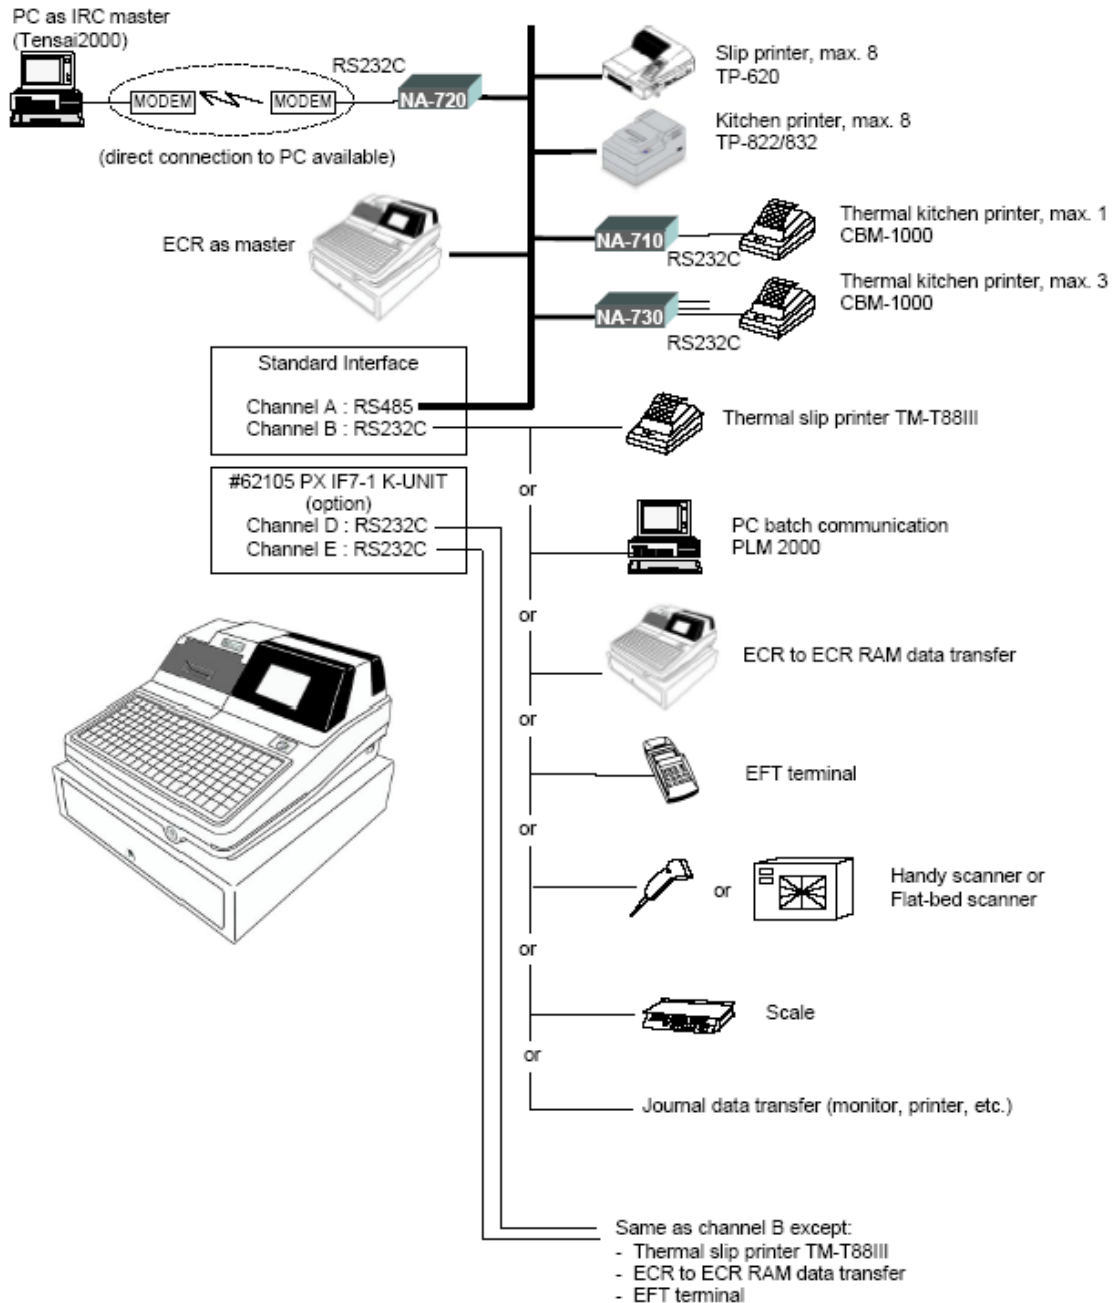 PC as IRC master
(Tensai2000)
RS232C
MODEM
MODEM
NA-720
(direct connection to PC available)
Slip printer, max. 8
TP-620
Kitchen printer, max. 8
TP-822/832
ECR as master
NA-710
RS232C
Thermal kitchen printer, max. 1
CBM-1000
NA-730
RS232C
Thermal kitchen printer, max. 3
CBM-1000
Standard Interface
Channel A : RS485
Channel B : RS232C
Thermal slip printer TM-T88III
#62105 PX IF7-1 K-UNIT
(option)
Channel D : RS232C
Channel E : RS232C
or
PC batch communication
PLM 2000
or
ECR to ECR RAM data transfer
or
EFT terminal
or
or
Handy scanner or
Flat-bed scanner
or
Scale
or
Journal data transfer (monitor, printer, etc.)
Same as channel B except:
- Thermal slip printer TM-T88III
- ECR to ECR RAM data transfer
- EFT terminal